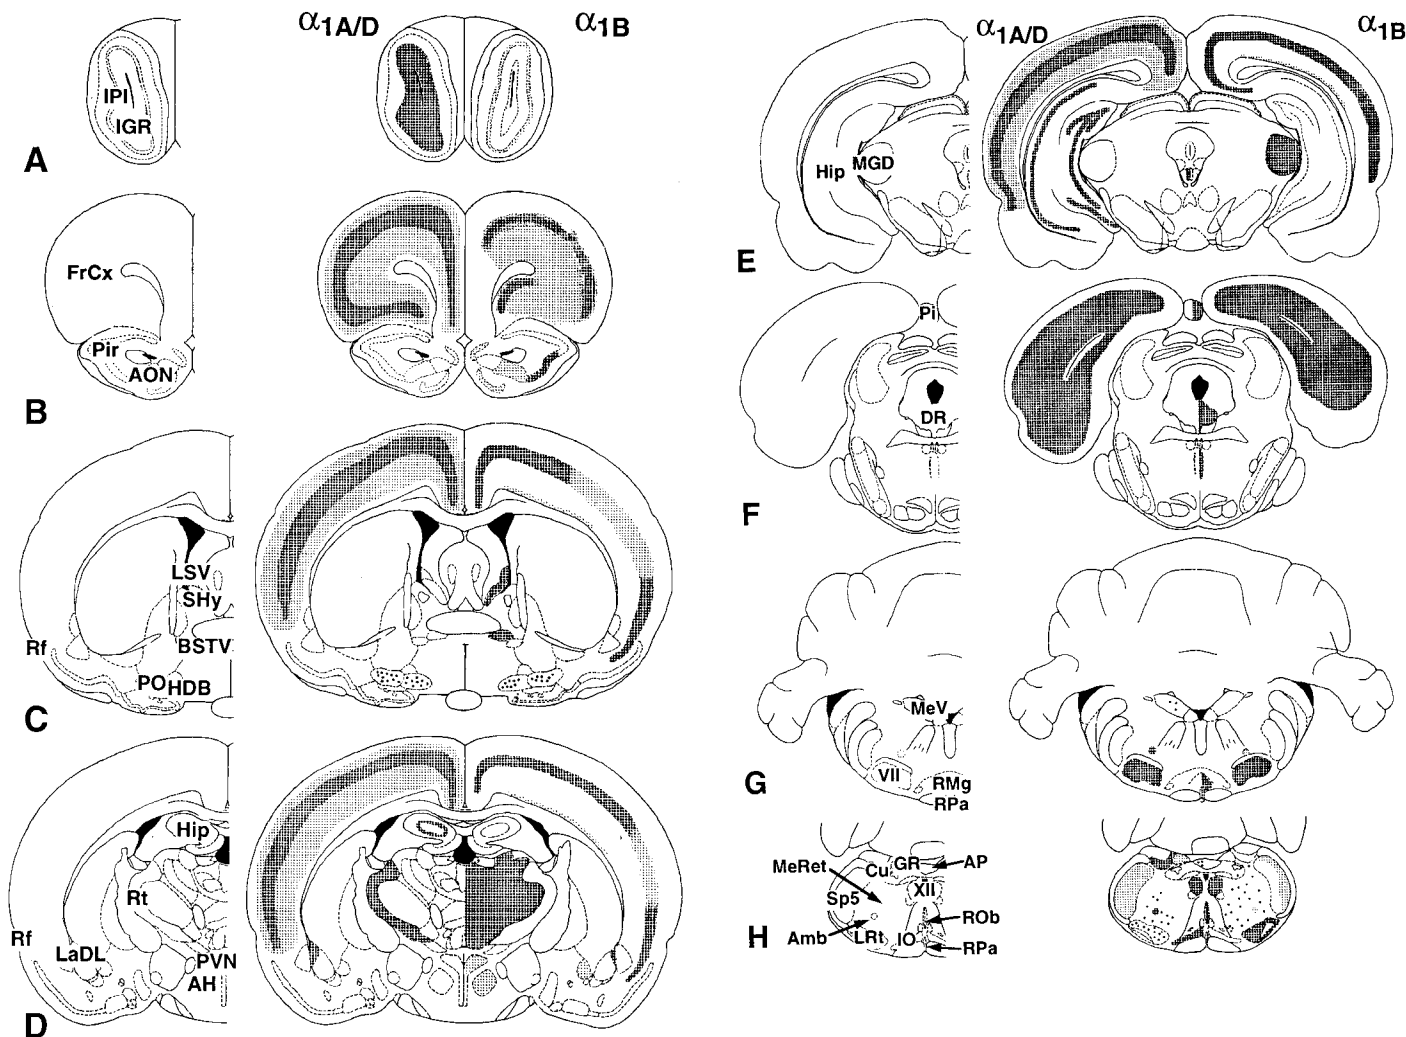 α1A/D
α1B
IPl
IGR
A
FrCx
Pir
AON
B
LSV
SHy
Rf
BSTV
PO
HDB
C
Hip
Rt
Rf
LaDL
PVN
AH
D
α1A/D
α1B
Hip
MGD
E
Pi
DR
F
MeV
VII
RMg
RPa
G
MeRet
Cu
GR
AP
XII
Sp5
ROb
Amb
LRt
IO
RPa
H